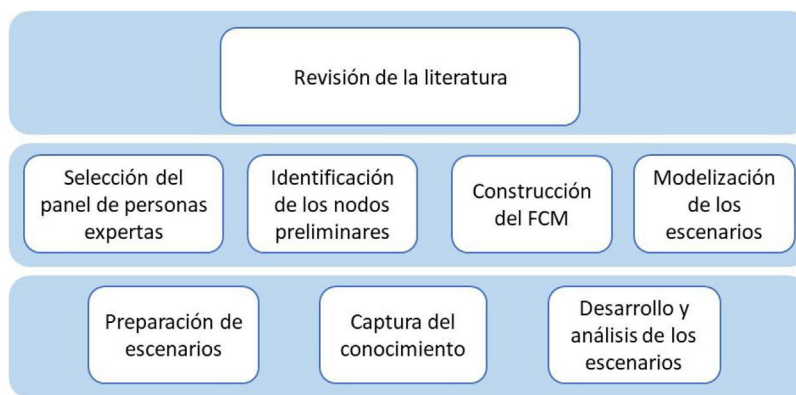 Revisión de la literatura
Selección del
panel de personas
expertas
Identificación
de los nodos
preliminares
Construcción
del FCM
Modelización
de los
escenarios
Preparación de
escenarios
Captura del
conocimiento
Desarrollo y
análisis de los
escenarios